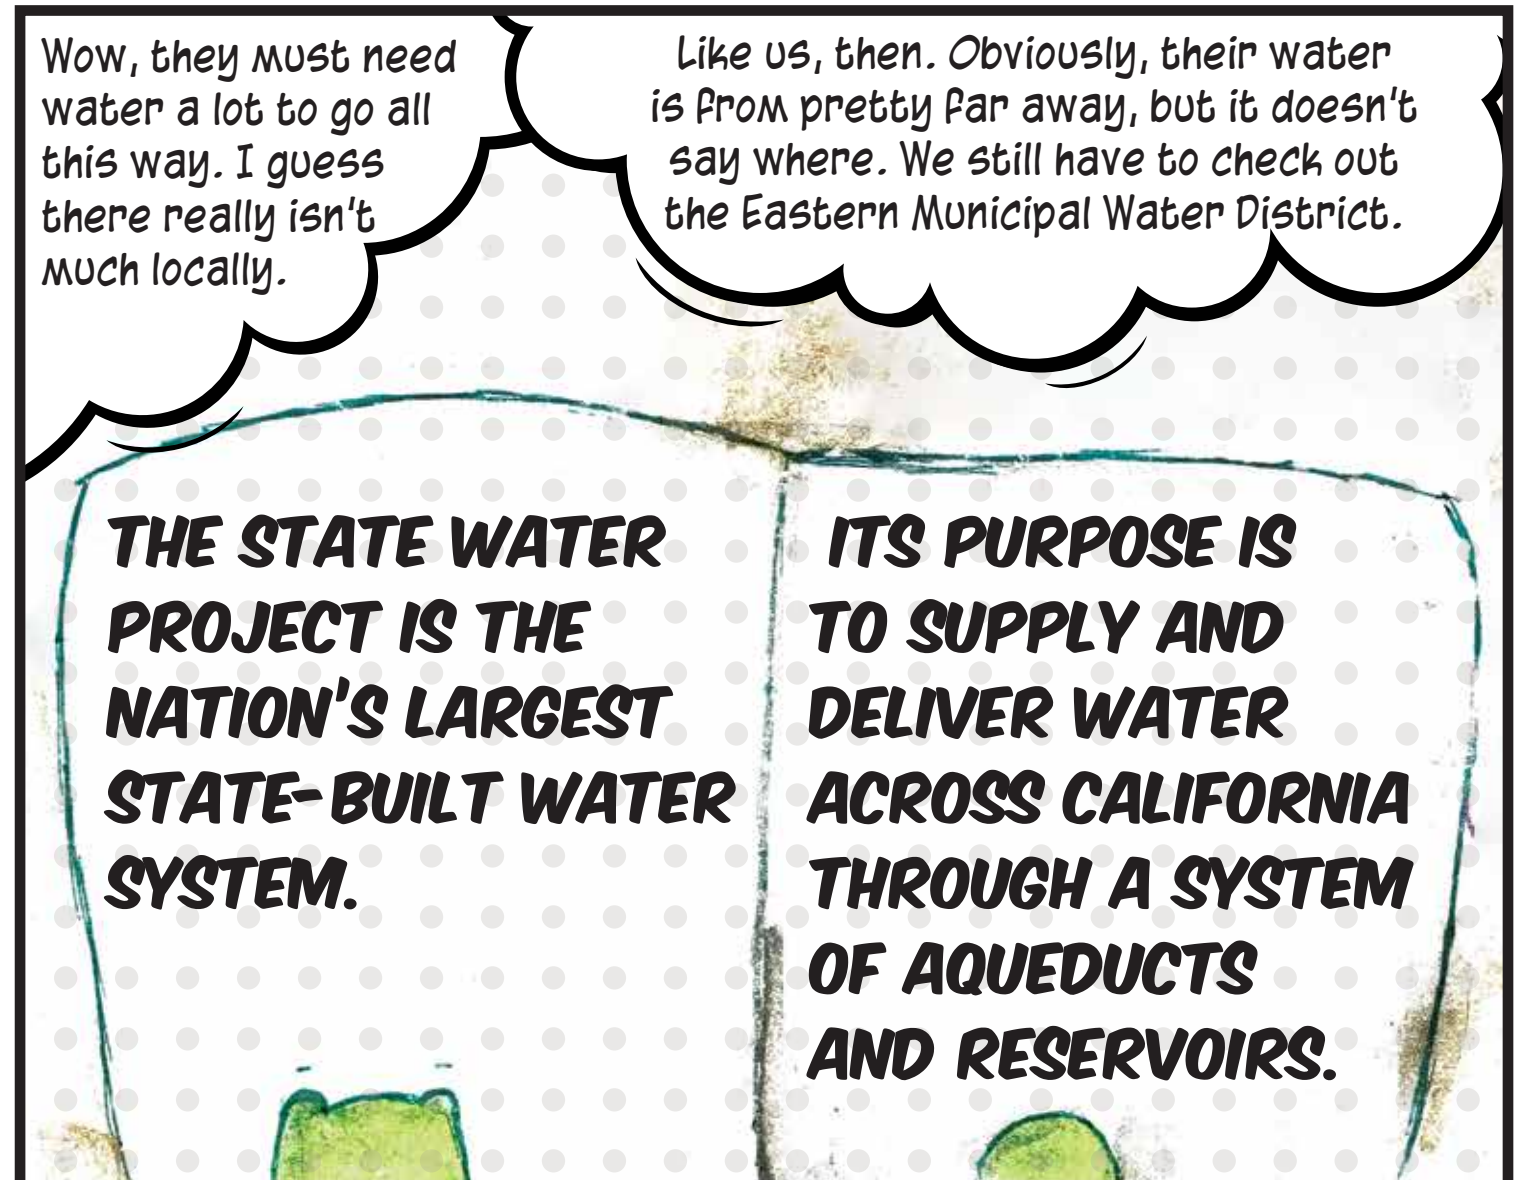 Wow, they must need
water a lot to go all
this way. I guess
there really isn't
much locally.
Like us, then. Obviously, their water
is from pretty far away, but it doesn't
say where. We still have to check out
the Eastern Municipal Water District.
THE STATE WATER
PROJECT IS THE
NATION'S LARGEST
STATE-BUILT WATER
SYSTEM.
ITS PURPOSE IS
TO SUPPLY AND
DELIVER WATER
ACROSS CALIFORNIA
THROUGH A SYSTEM
OF AQUEDUCTS
AND RESERVOIRS.